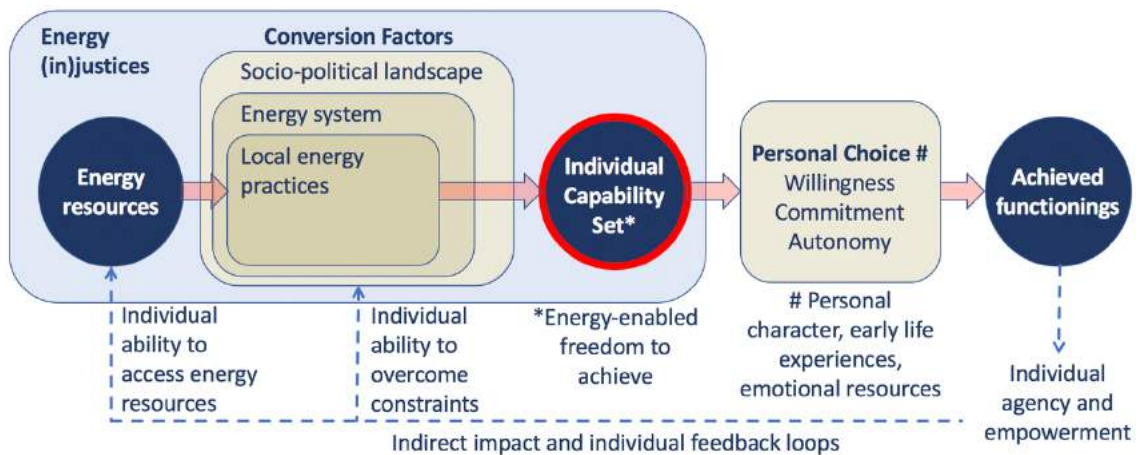 Energy
(in)justices
Conversion Factors
Socio-political landscape
Energy system
Local energy
practices
Energy
resources
Individual
Capability
Set*
Personal Choice #
Willingness
Commitment
Autonomy
Achieved
functionings
Individual
ability to
access energy
resources
Individual
ability to
overcome
constraints
*Energy-enabled
freedom to
achieve
# Personal
character, early life
experiences,
emotional resources
Individual
agency and
empowerment
Indirect impact and individual feedback loops